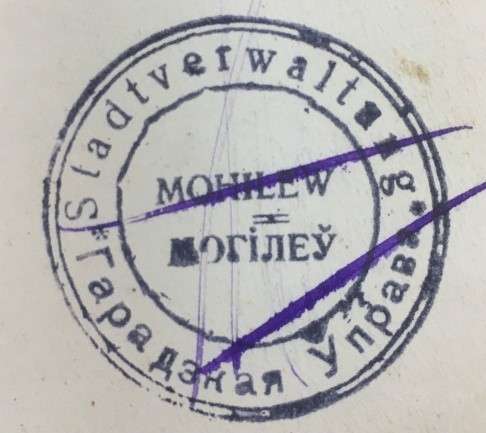 Stadtverwaltung
MOHILEW
МОГІЛЕЎ
Гарадзкая Управа